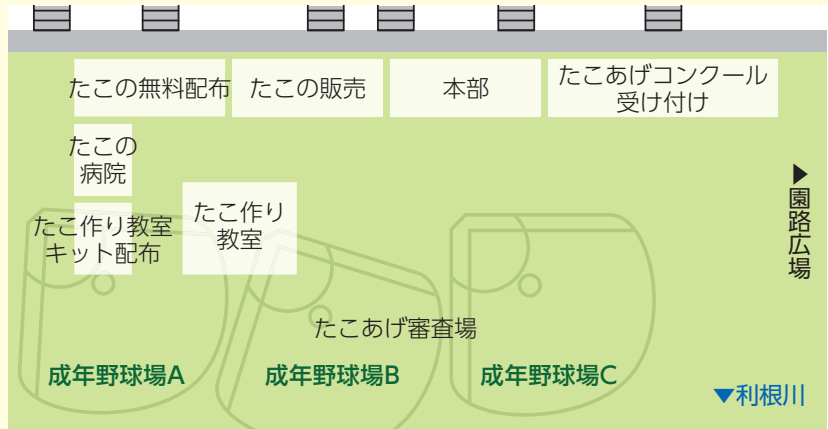 たこの無料配布
たこの販売
本部
たこあげコンクール
受け付け
たこの
病院
たこ作り教室
キット配布
たこ作り
教室
▶園路広場
たこあげ審査場
成年野球場A
成年野球場B
成年野球場C
▼利根川